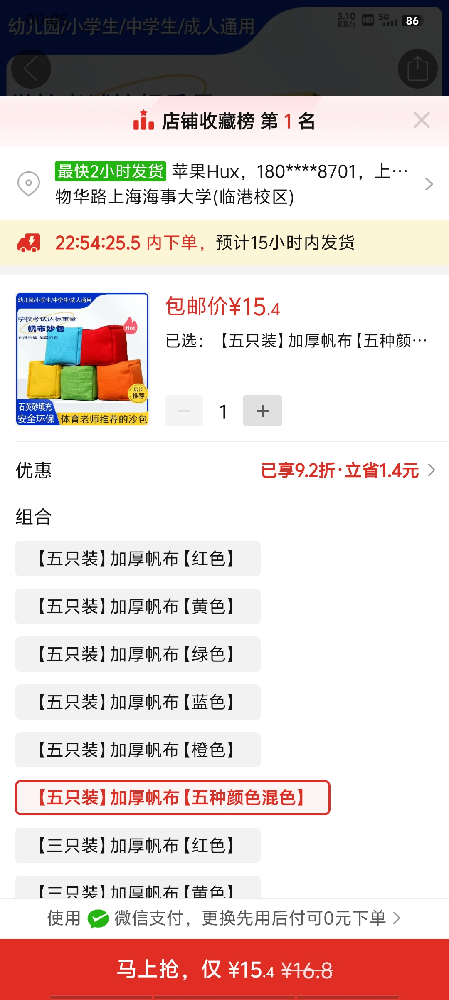 00:05
3.10
KB/s
HD
5G
86
幼儿园/小学生/中学生/成人通用
店铺收藏榜 第 1 名
最快2小时发货 苹果Hux，180****8701，上…
物华路上海海事大学(临港校区)
22:54:25.5 内下单，预计15小时内发货
幼儿园/小学生/中学生/成人通用
学校考试达标重量
帆布沙包
耐脏抗摔 加厚帆布
Hot
店长
推荐
石英砂填充
安全环保
体育老师推荐的沙包
包邮价¥15.4
已选：【五只装】加厚帆布【五种颜…
1
优惠
已享9.2折·立省1.4元
组合
【五只装】加厚帆布【红色】
【五只装】加厚帆布【黄色】
【五只装】加厚帆布【绿色】
【五只装】加厚帆布【蓝色】
【五只装】加厚帆布【橙色】
【五只装】加厚帆布【五种颜色混色】
【三只装】加厚帆布【红色】
【三只装】加厚帆布【黄色】
使用 微信支付，更换先用后付可0元下单
马上抢，仅 ¥15.4 ¥16.8